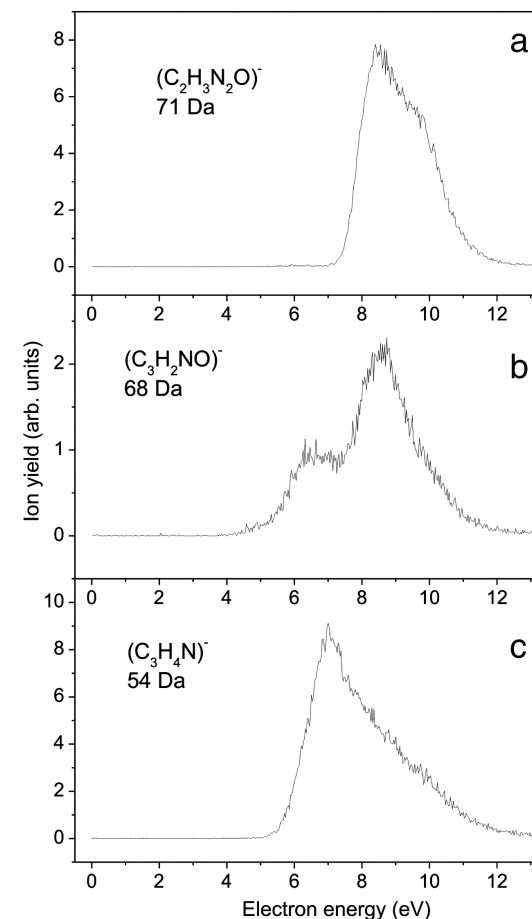 a
(C₂H₃N₂O)⁻
71 Da
8
6
4
2
0
0 2 4 6 8 10 12
b
(C₃H₂NO)⁻
68 Da
2
1
0
0 2 4 6 8 10 12
Ion yield (arb. units)
c
(C₃H₄N)⁻
54 Da
10
8
6
4
2
0
0 2 4 6 8 10 12
Electron energy (eV)